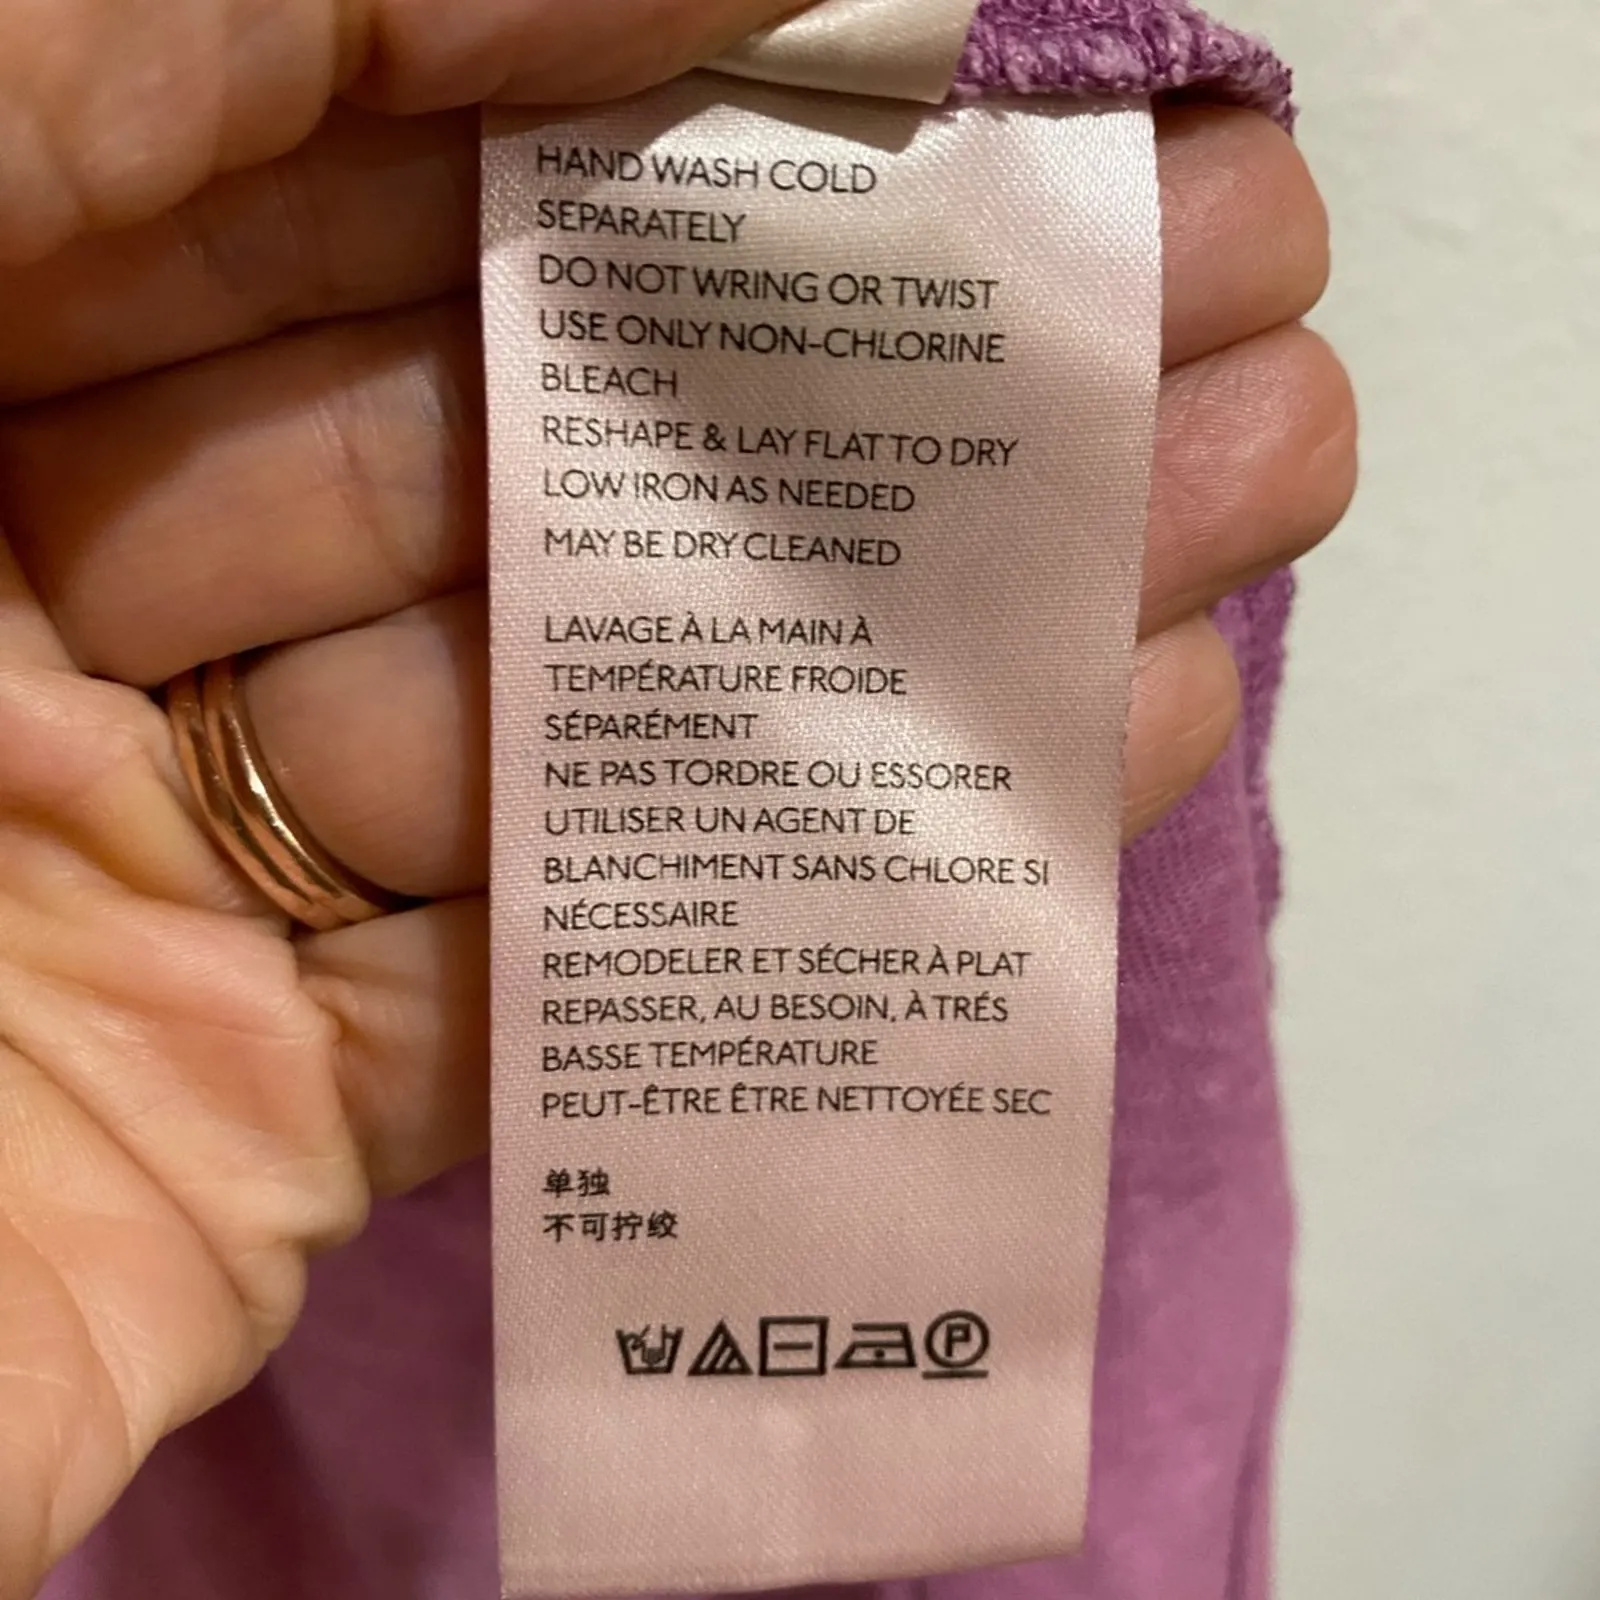 HAND WASH COLD
SEPARATELY
DO NOT WRING OR TWIST
USE ONLY NON-CHLORINE
BLEACH
RESHAPE & LAY FLAT TO DRY
LOW IRON AS NEEDED
MAY BE DRY CLEANED
LAVAGE À LA MAIN À
TEMPÉRATURE FROIDE
SÉPARÉMENT
NE PAS TORDRE OU ESSORER
UTILISER UN AGENT DE
BLANCHIMENT SANS CHLORE SI
NÉCESSAIRE
REMODELER ET SÉCHER À PLAT
REPASSER, AU BESOIN, À TRÉS
BASSE TEMPÉRATURE
PEUT-ÊTRE ÊTRE NETTOYÉE SEC
单独
不可拧绞
P